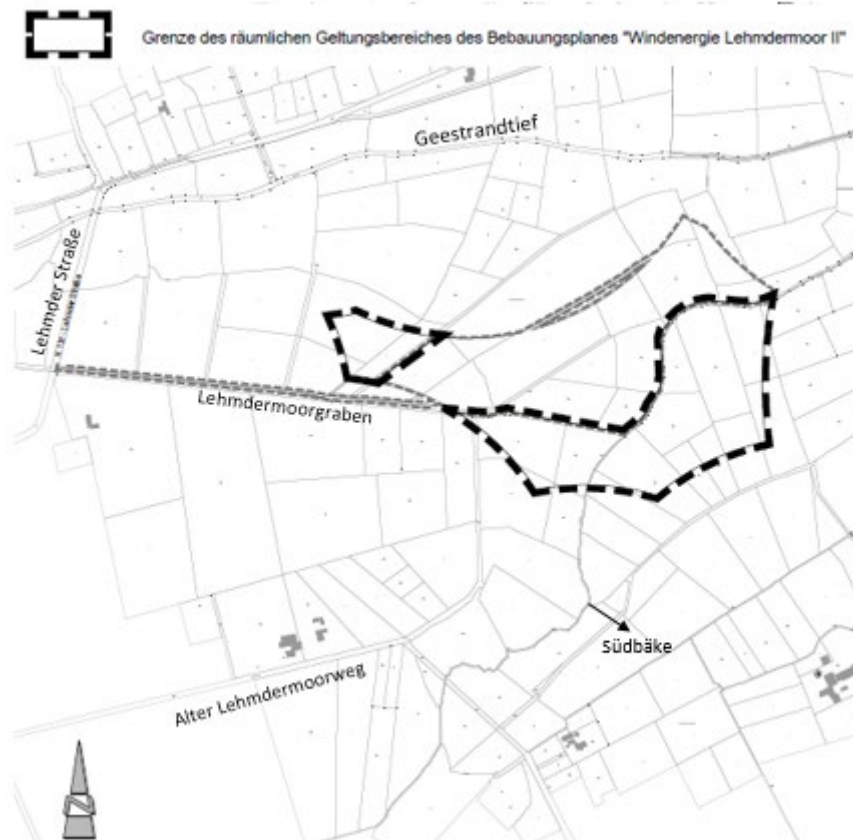 Grenze des räumlichen Geltungsbereiches des Bebauungsplanes "Windenergie Lehmdermoor II"
Geestrandtief
Lehmder Straße
Lehmdermoorgraben
Südbäke
Alter Lehmdermoorweg
N